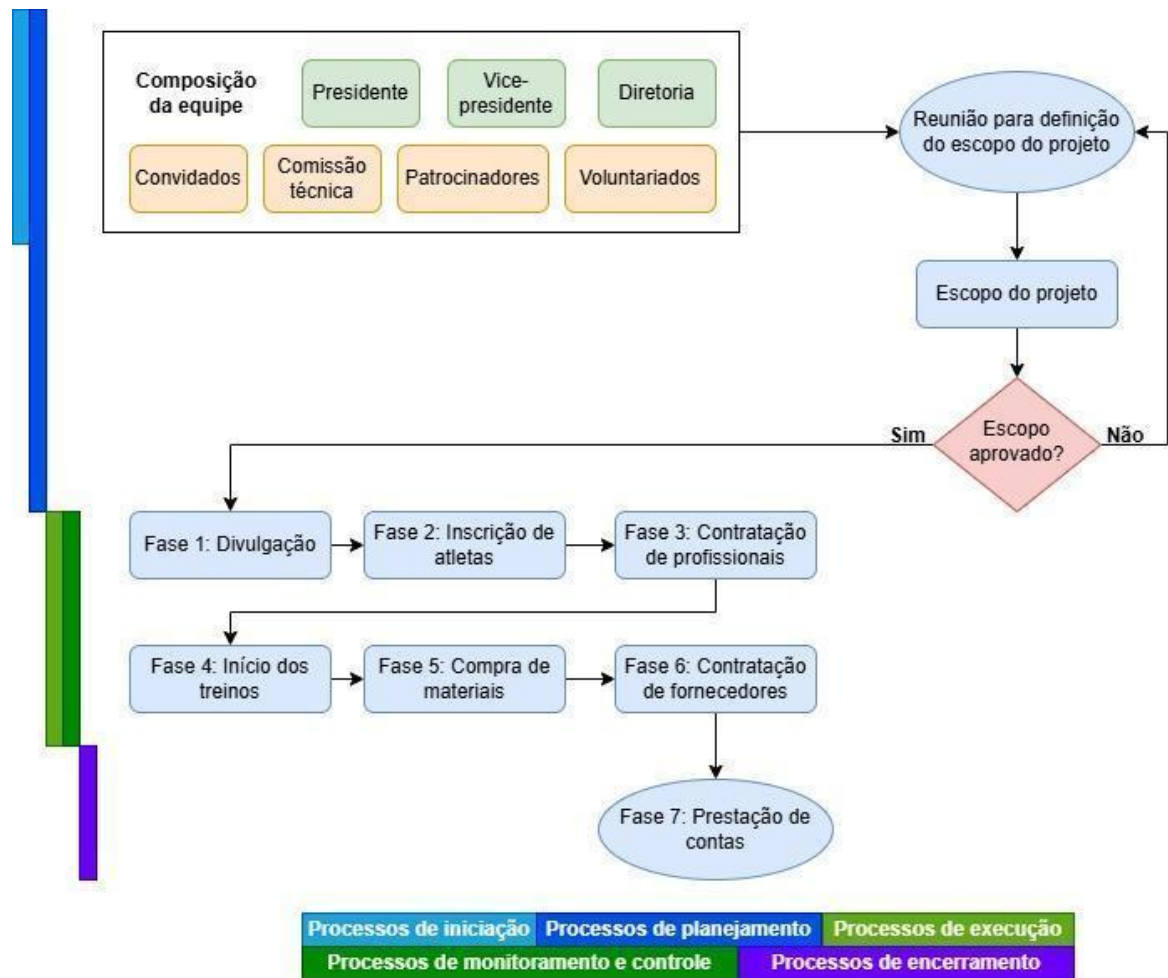 Composição
da equipe
Presidente
Vice-
presidente
Diretoria
Convidados
Comissão
técnica
Patrocinadores
Voluntariados
Reunião para definição
do escopo do projeto
Escopo do projeto
Escopo
aprovado?
Sim
Não
Fase 1: Divulgação
Fase 2: Inscrição de
atletas
Fase 3: Contratação
de profissionais
Fase 4: Início dos
treinos
Fase 5: Compra de
materiais
Fase 6: Contratação
de fornecedores
Fase 7: Prestação de
contas
Processos de iniciação
Processos de planejamento
Processos de execução
Processos de monitoramento e controle
Processos de encerramento